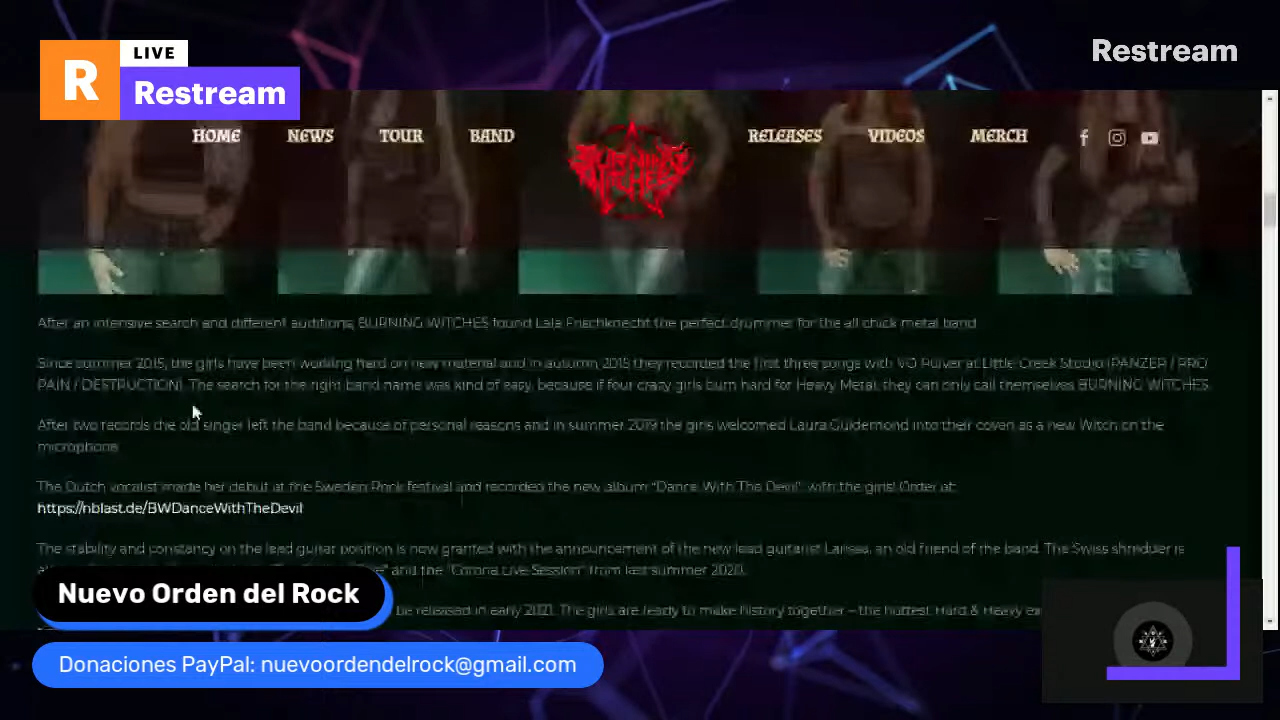 R
LIVE
Restream
Restream
HOME NEWS TOUR BAND BURNING WITCHES RELEASES VIDEOS MERCH
After an intensive search and different auditions, BURNING WITCHES found Lala Frischknecht the perfect drummer for the all chick metal band.
Since summer 2015, the girls have been working hard on new material and in autumn 2015 they recorded the first three songs with VO Pulver at Little Creek Studio (PANZER / PRO
PAIN / DESTRUCTION). The search for the right band name was kind of easy, because if four crazy girls burn hard for Heavy Metal, they can only call themselves BURNING WITCHES.
After two records the old singer left the band because of personal reasons and in summer 2019 the girls welcomed Laura Guldemond into their coven as a new Witch on the
microphone.
The Dutch vocalist made her debut at the Sweden Rock festival and recorded the new album "Dance With The Devil" with the girls! Order at:
https://nblast.de/BWDanceWithTheDevil
The stability and constancy on the lead guitar position is now granted with the announcement of the new lead guitarist Larissa, an old friend of the band. The Swiss shredder is
and the "Corona Live-Session" from last summer 2020.
be released in early 2021. The girls are ready to make history together – the hottest Hard & Heavy
Nuevo Orden del Rock
Donaciones PayPal: nuevoordendelrock@gmail.com